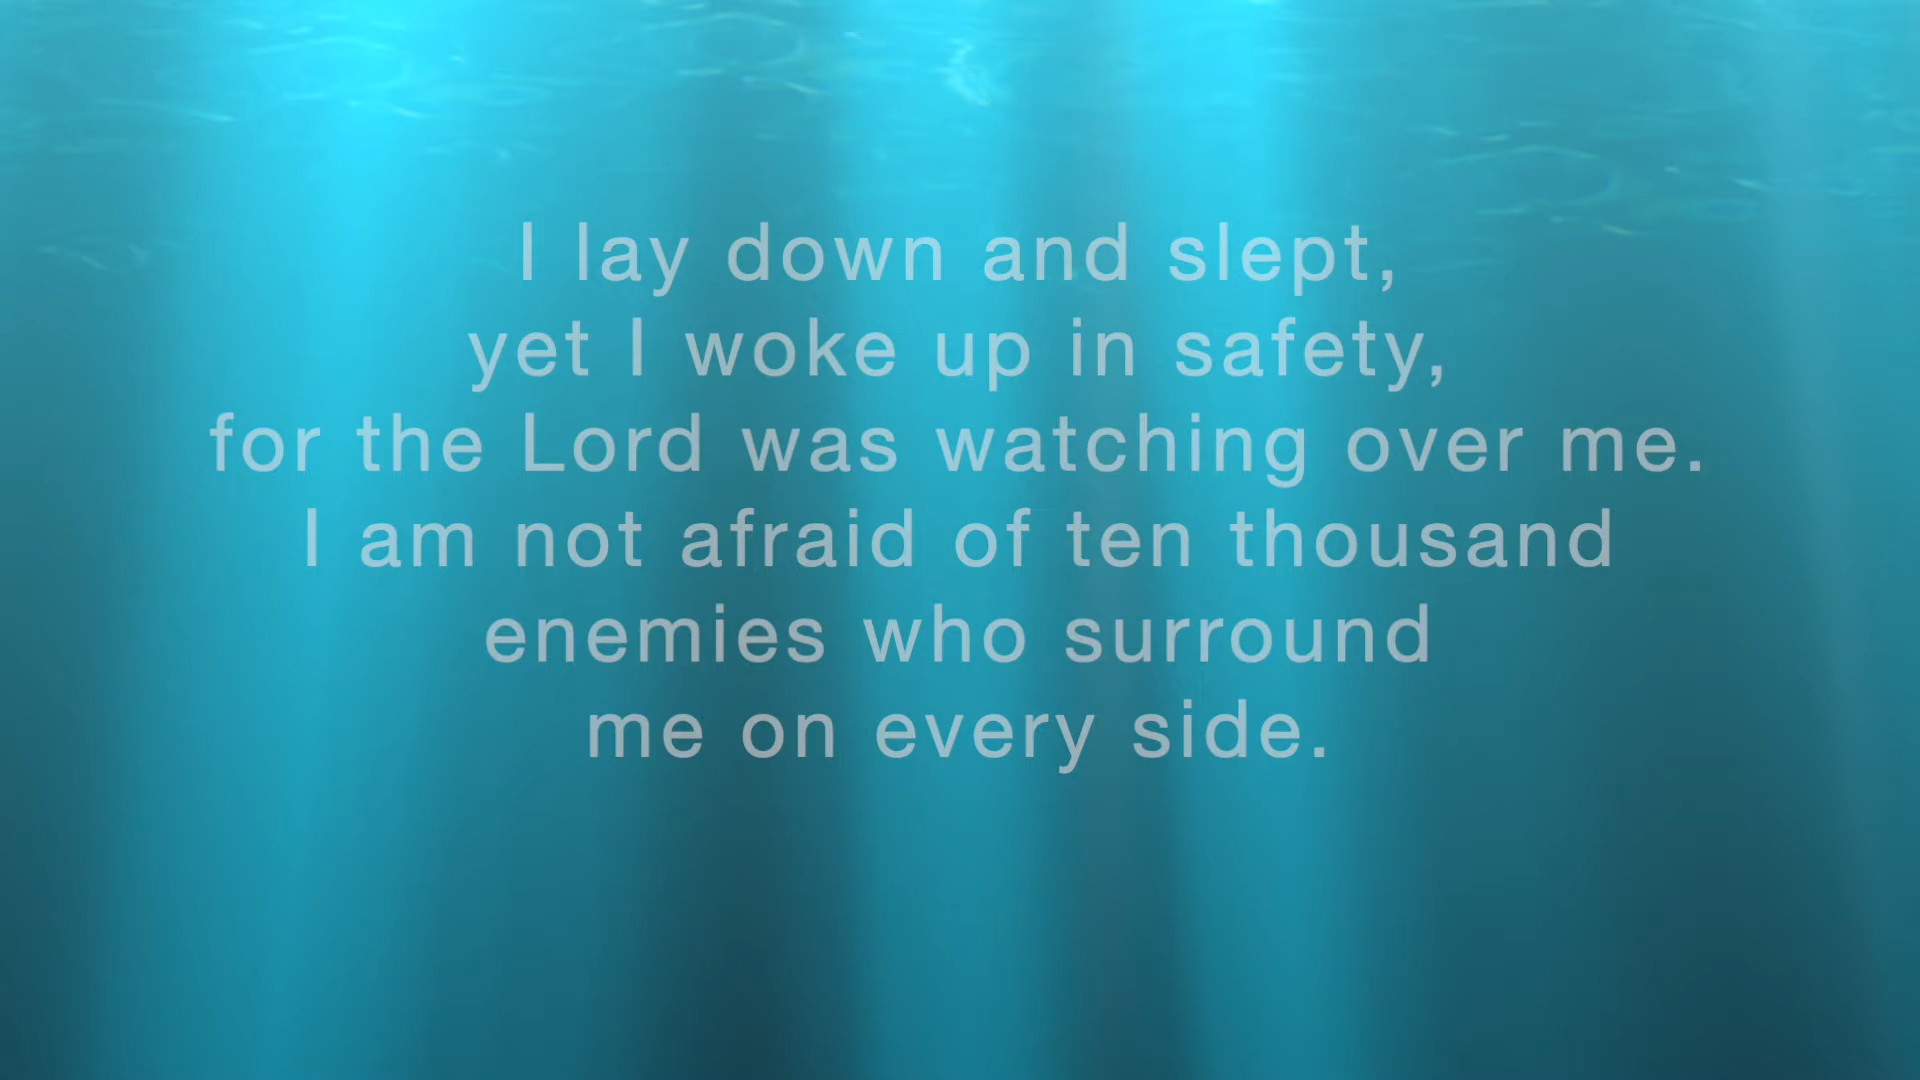 I lay down and slept,
yet I woke up in safety,
for the Lord was watching over me.
I am not afraid of ten thousand
enemies who surround
me on every side.